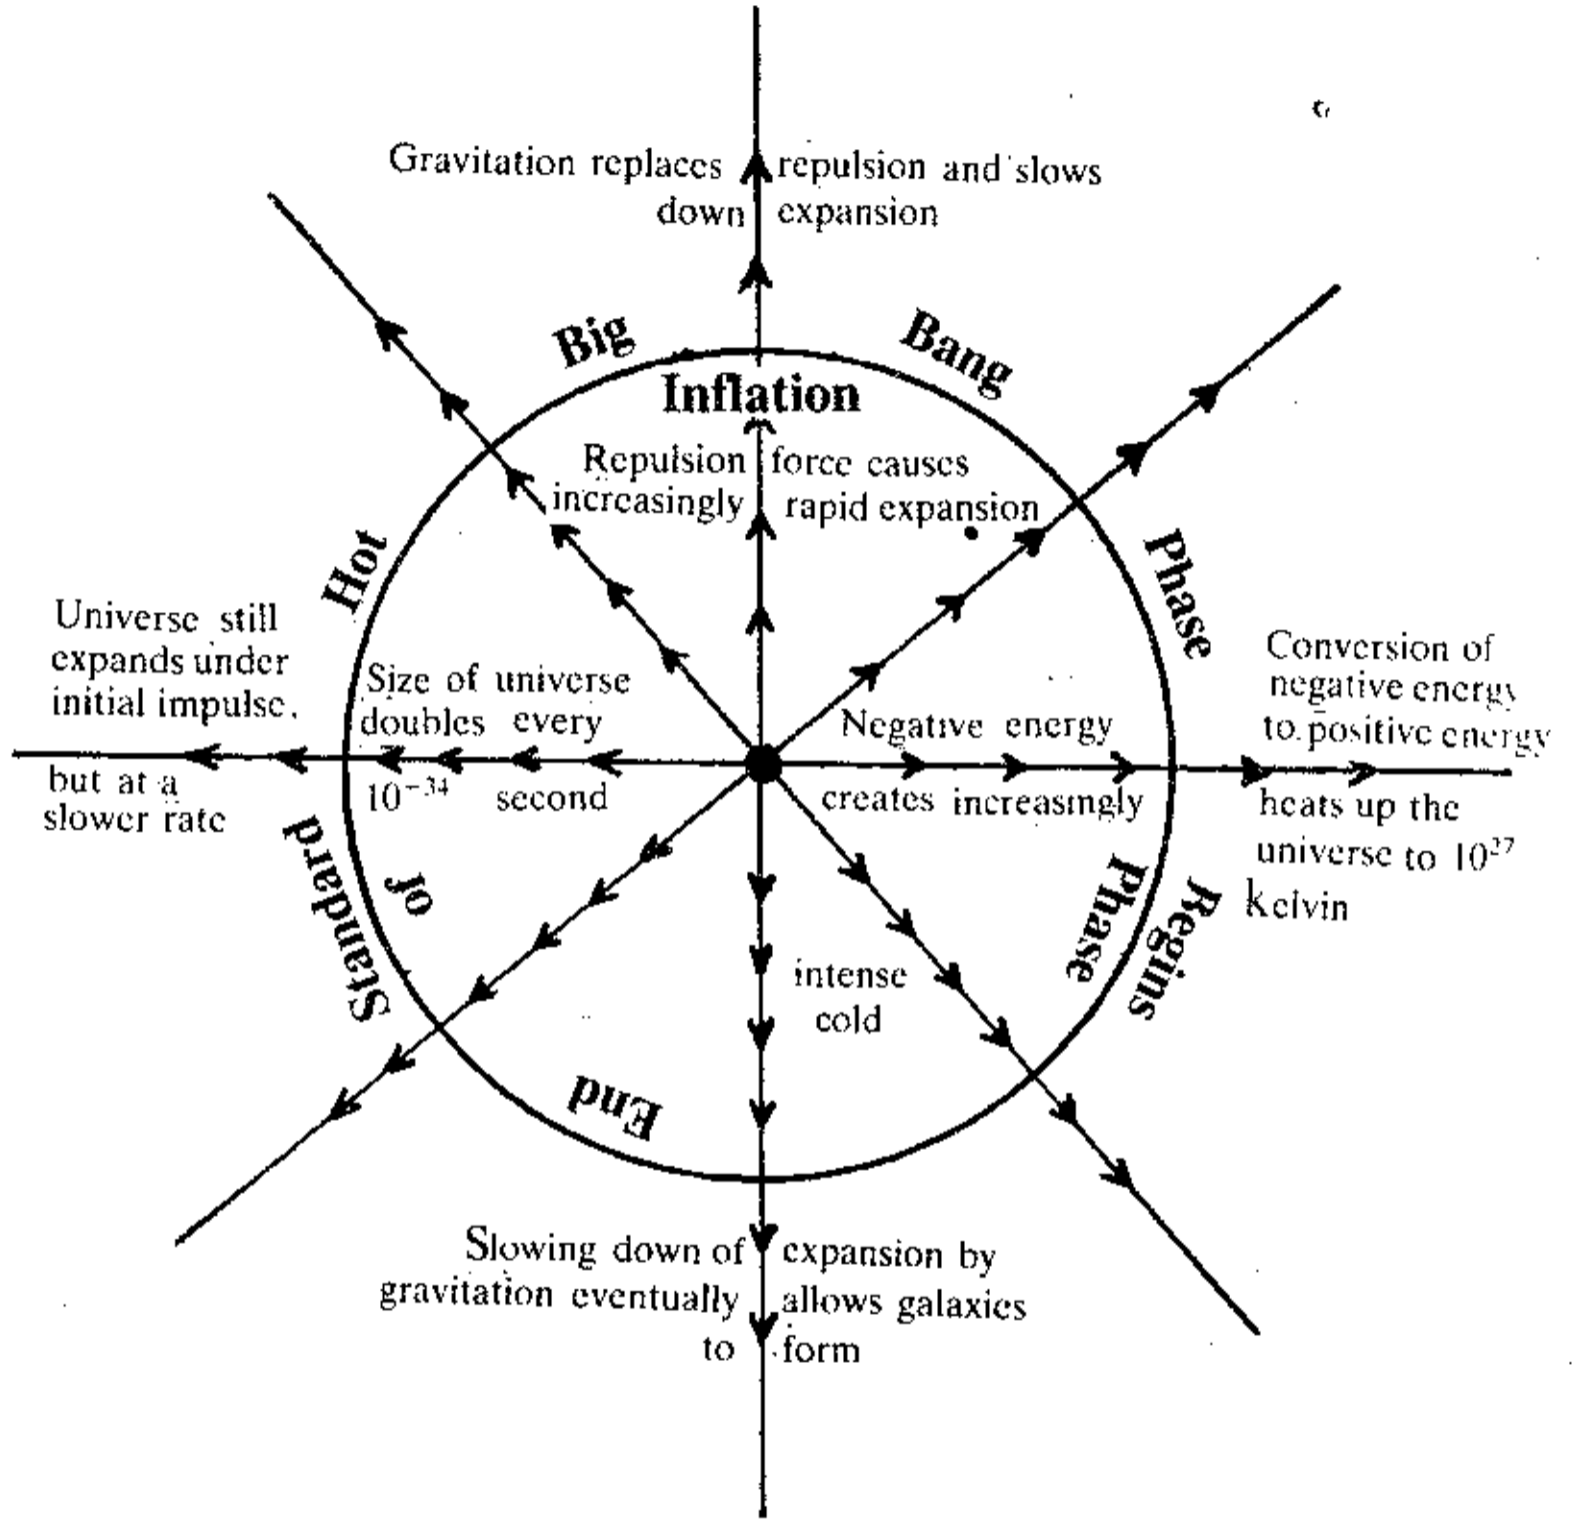 Gravitation replaces repulsion and slows
down expansion
Big Bang
Inflation
Repulsion force causes
increasingly rapid expansion
Hot
Phase
Universe still
expands under
initial impulse.
but at a
slower rate
Size of universe
doubles every
10⁻³⁴ second
Negative energy
creates increasingly
intense
cold
Conversion of
negative energy
to positive energy
heats up the
universe to 10²⁷
kelvin
Standard
of
End
Phase
Begins
Slowing down of expansion by
gravitation eventually allows galaxies
to form